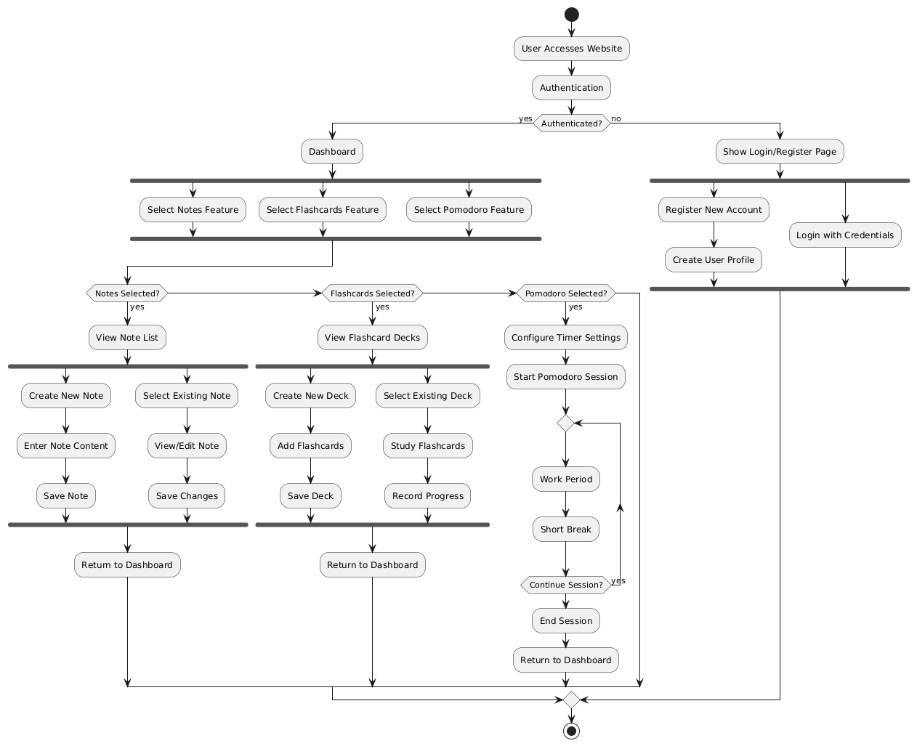 User Accesses Website
Authentication
yes
Authenticated?
no
Dashboard
Show Login/Register Page
Select Notes Feature
Select Flashcards Feature
Select Pomodoro Feature
Register New Account
Login with Credentials
Create User Profile
Notes Selected?
yes
Flashcards Selected?
yes
Pomodoro Selected?
yes
View Note List
View Flashcard Decks
Configure Timer Settings
Start Pomodoro Session
Create New Note
Select Existing Note
Create New Deck
Select Existing Deck
Enter Note Content
View/Edit Note
Add Flashcards
Study Flashcards
Work Period
Save Note
Save Changes
Save Deck
Record Progress
Short Break
Return to Dashboard
Return to Dashboard
Continue Session?
yes
End Session
Return to Dashboard